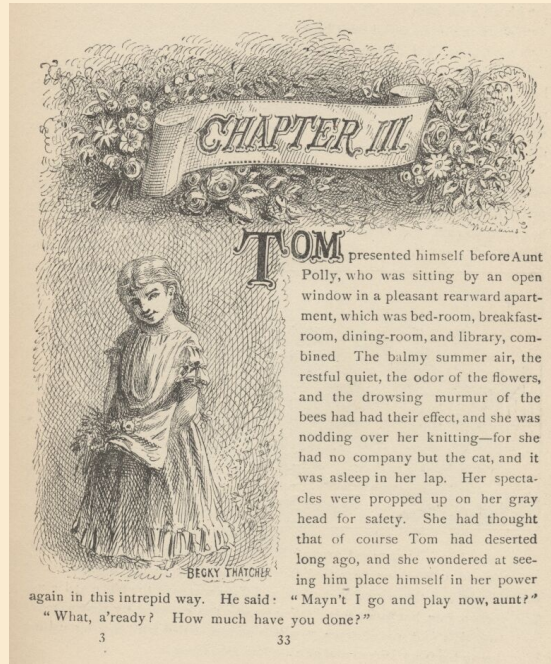 CHAPTER III.
Williams.
TOM presented himself before Aunt
Polly, who was sitting by an open
window in a pleasant rearward apart-
ment, which was bed-room, breakfast-
room, dining-room, and library, com-
bined The balmy summer air, the
restful quiet, the odor of the flowers,
and the drowsing murmur of the
bees had had their effect, and she was
nodding over her knitting—for she
had no company but the cat, and it
was asleep in her lap. Her specta-
cles were propped up on her gray
head for safety. She had thought
that of course Tom had deserted
long ago, and she wondered at see-
BECKY THATCHER.
ing him place himself in her power
again in this intrepid way. He said: "Mayn't I go and play now, aunt?"
"What, a'ready? How much have you done?"
3 33